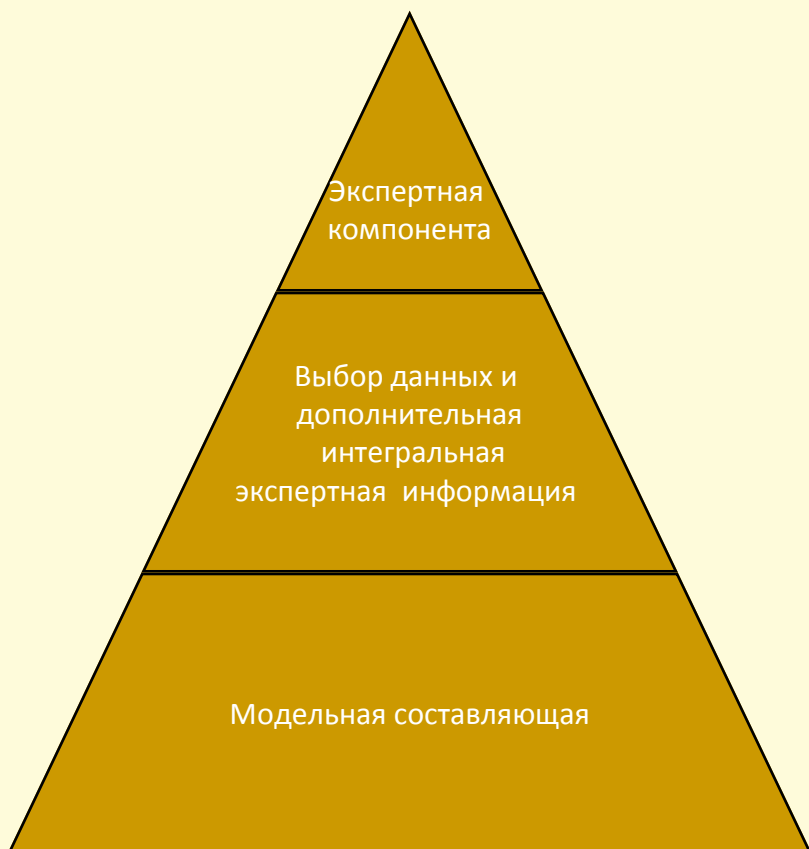 Экспертная
компонента
Выбор данных и
дополнительная
интегральная
экспертная информация
Модельная составляющая